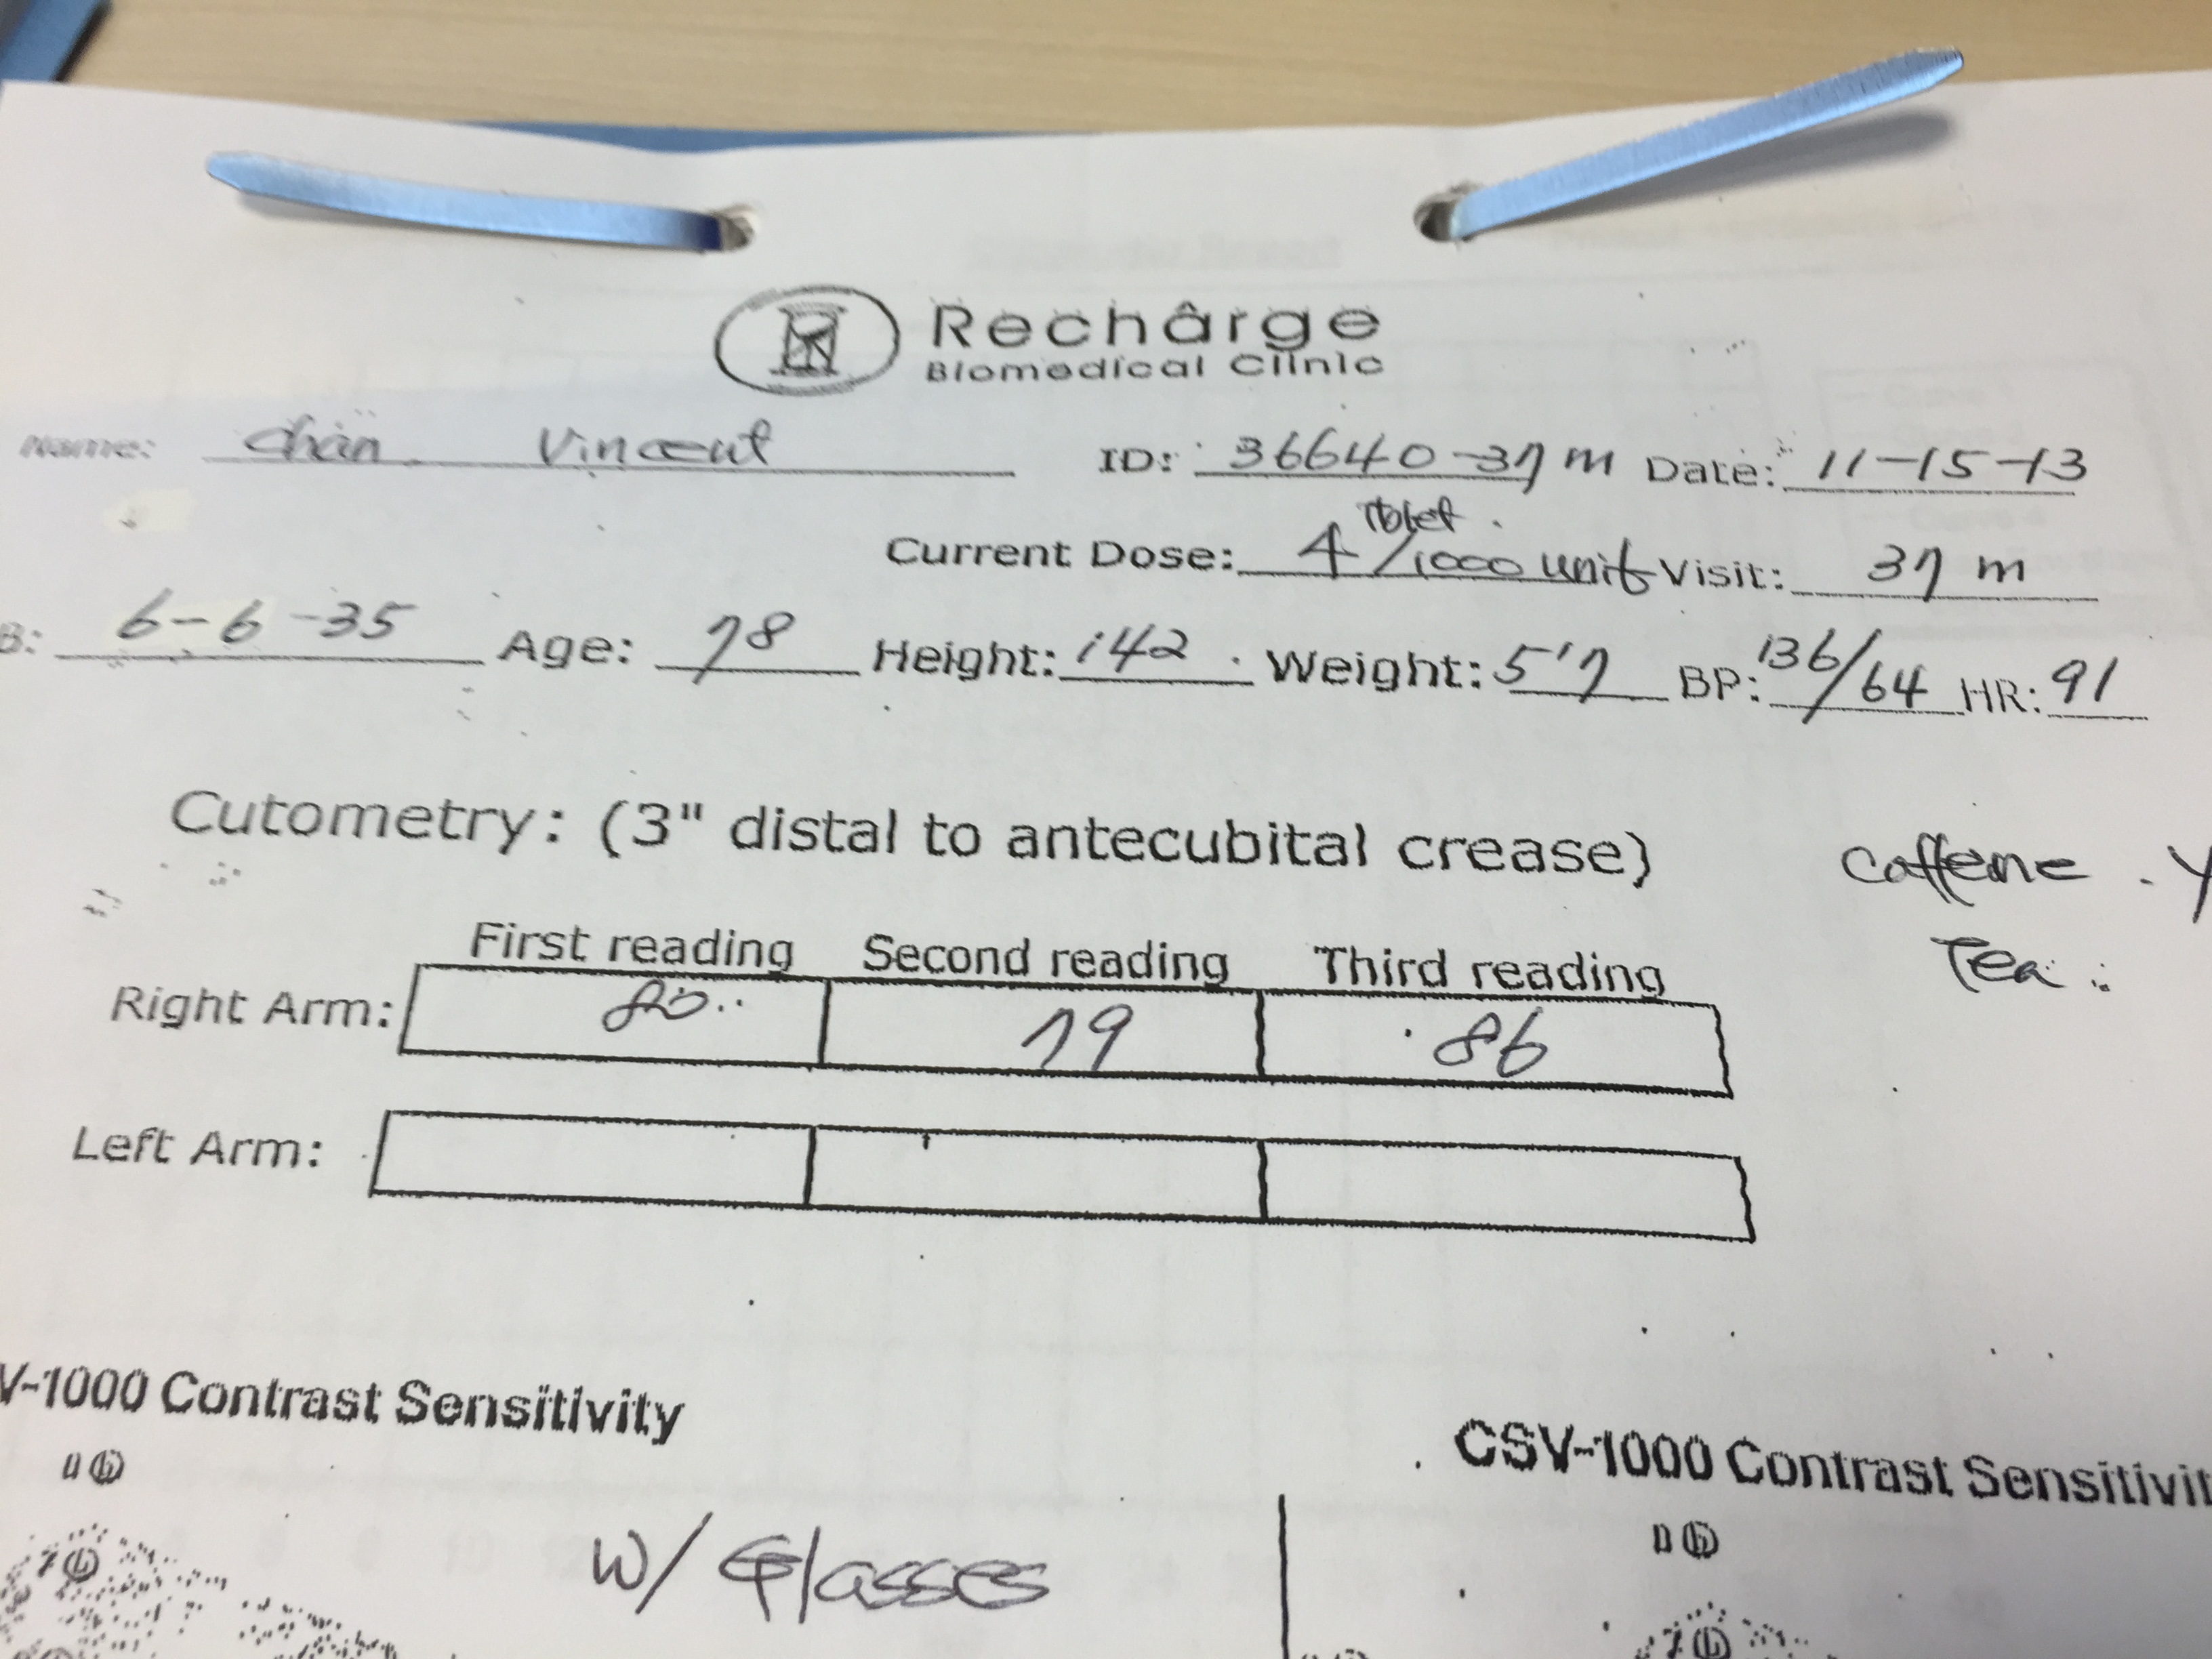 Rechârge
Biomedical Clinic
Name: Chan Vincent ID: 36640-37 m Date: 11-15-13
Current Dose: 4 /1000 unit Visit: 37 m
B: 6-6-35 Age: 78 Height: 142 Weight: 5'7 BP: 136/64 HR: 91
Cutometry: (3" distal to antecubital crease)
Caffeine . Y
Tea :
First reading Second reading Third reading
Right Arm: 80 79 86
Left Arm:
V-1000 Contrast Sensitivity
CSV-1000 Contrast Sensitivit
W/ Glasses